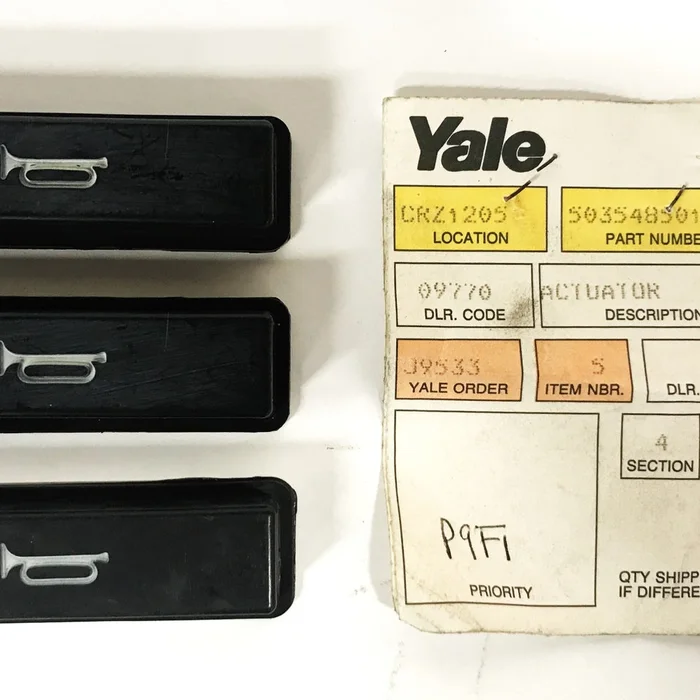 Yale
CRZ1205 503548501
LOCATION PART NUMBE
09770 ACTUATOR
DLR. CODE DESCRIPTION
J9533 5
YALE ORDER ITEM NBR. DLR.
4
SECTION
P9F1
PRIORITY
QTY SHIPP
IF DIFFERE